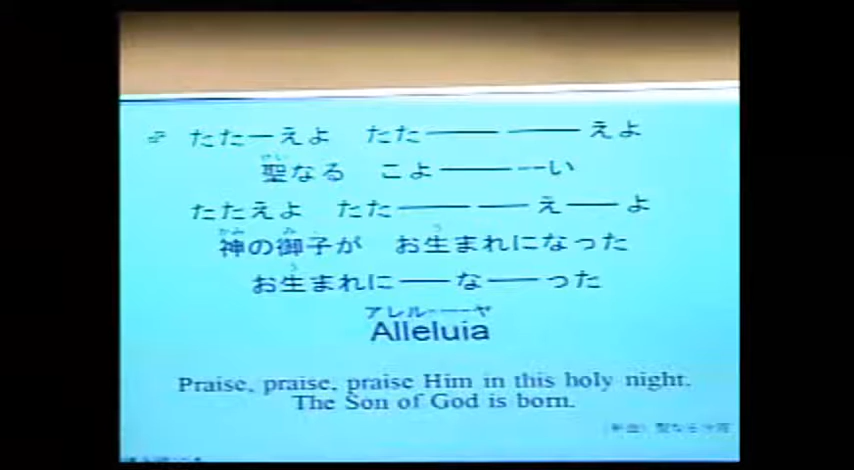 たたーえよ　たた―― ――えよ
聖なる　こよ――--い
たたえよ　たた―― ――え――よ
神の御子が　お生まれになった
お生まれに――な――った
アレルーーーヤ
Alleluia
Praise, praise, praise Him in this holy night.
The Son of God is born.